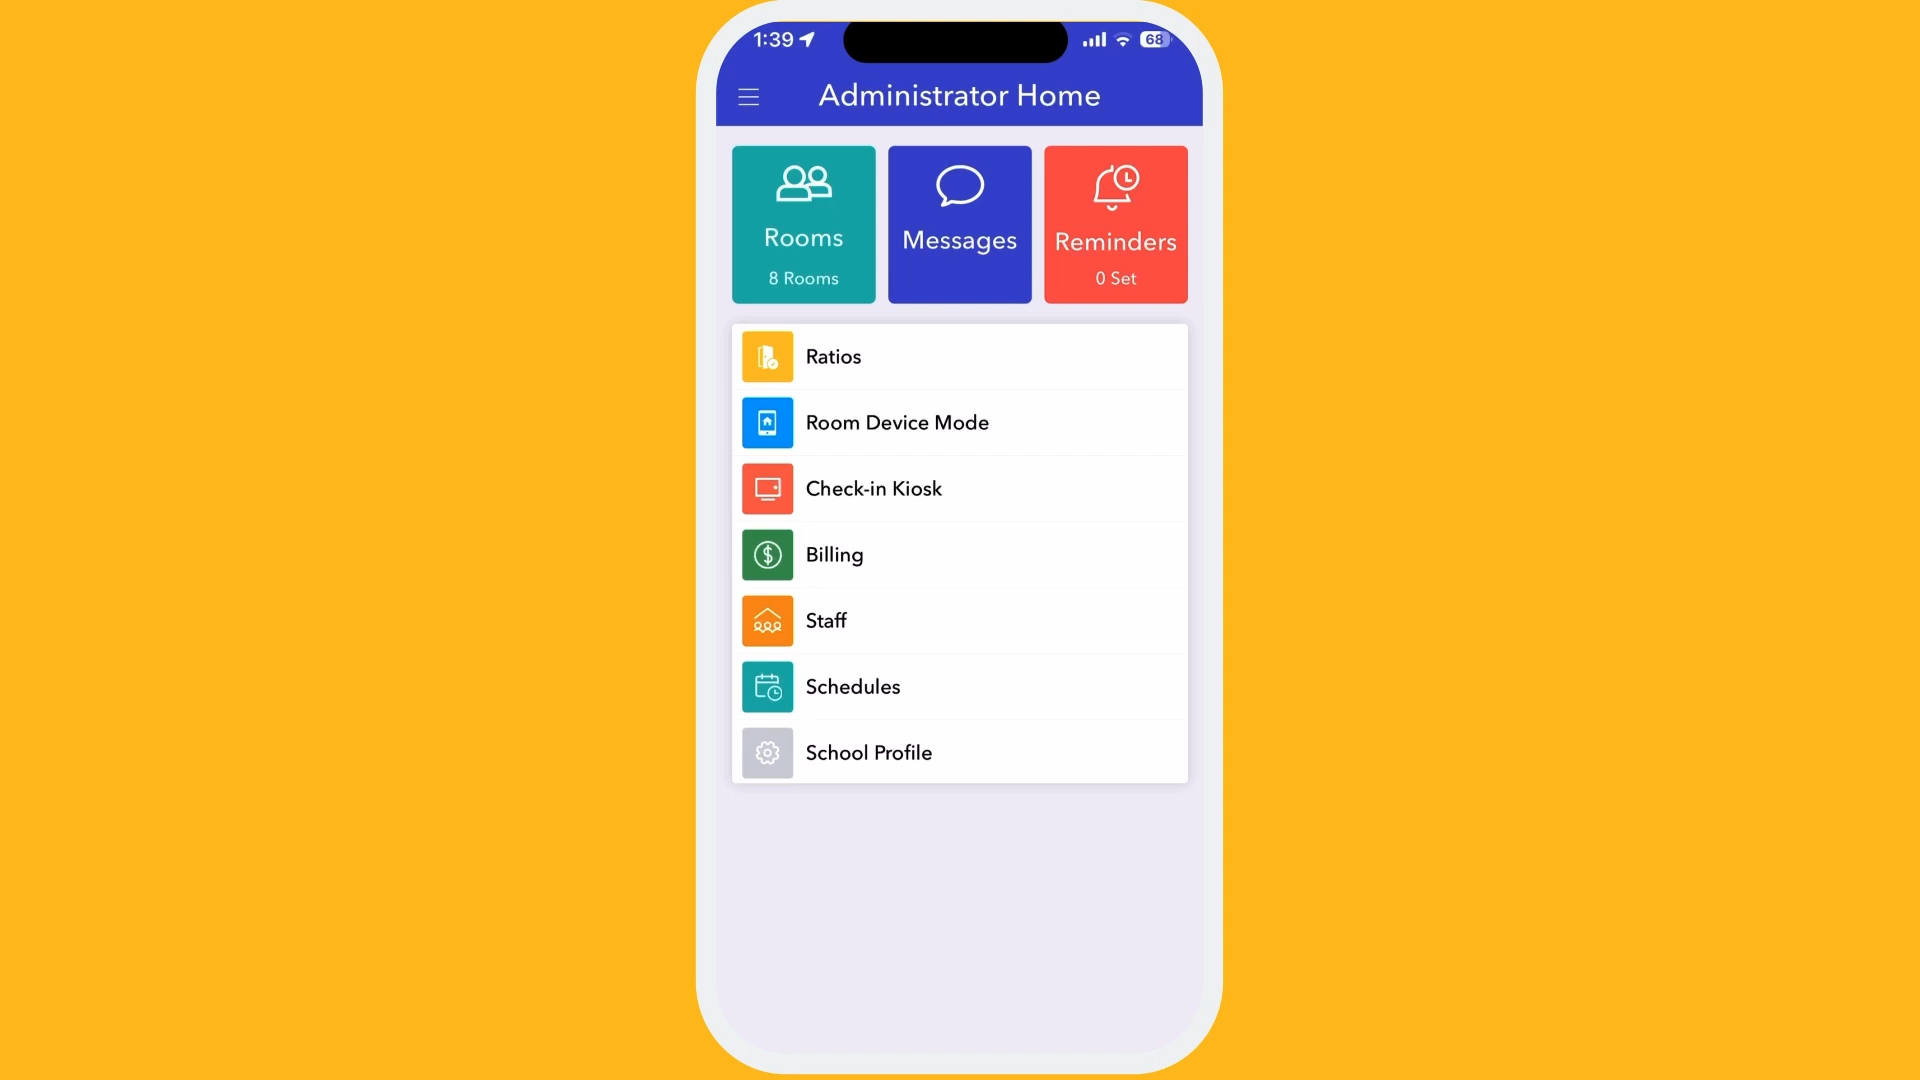 1:39
68
Administrator Home
Rooms
8 Rooms
Messages
Reminders
0 Set
Ratios
Room Device Mode
Check-in Kiosk
Billing
Staff
Schedules
School Profile